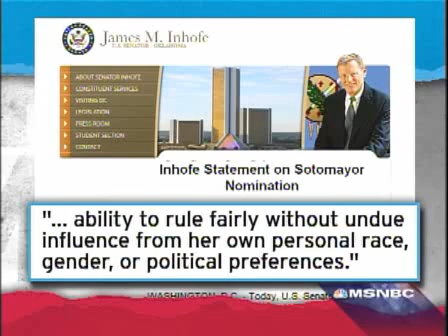 James M. Inhofe
U.S. SENATOR - OKLAHOMA
ABOUT SENATOR INHOFE
CONSTITUENT SERVICES
VISITING DC
LEGISLATION
PRESS ROOM
STUDENT SECTION
CONTACT
Inhofe Statement on Sotomayor
Nomination
"... ability to rule fairly without undue
influence from her own personal race,
gender, or political preferences."
WASHINGTON, D.C. - Today, U.S. Senat
MSNBC